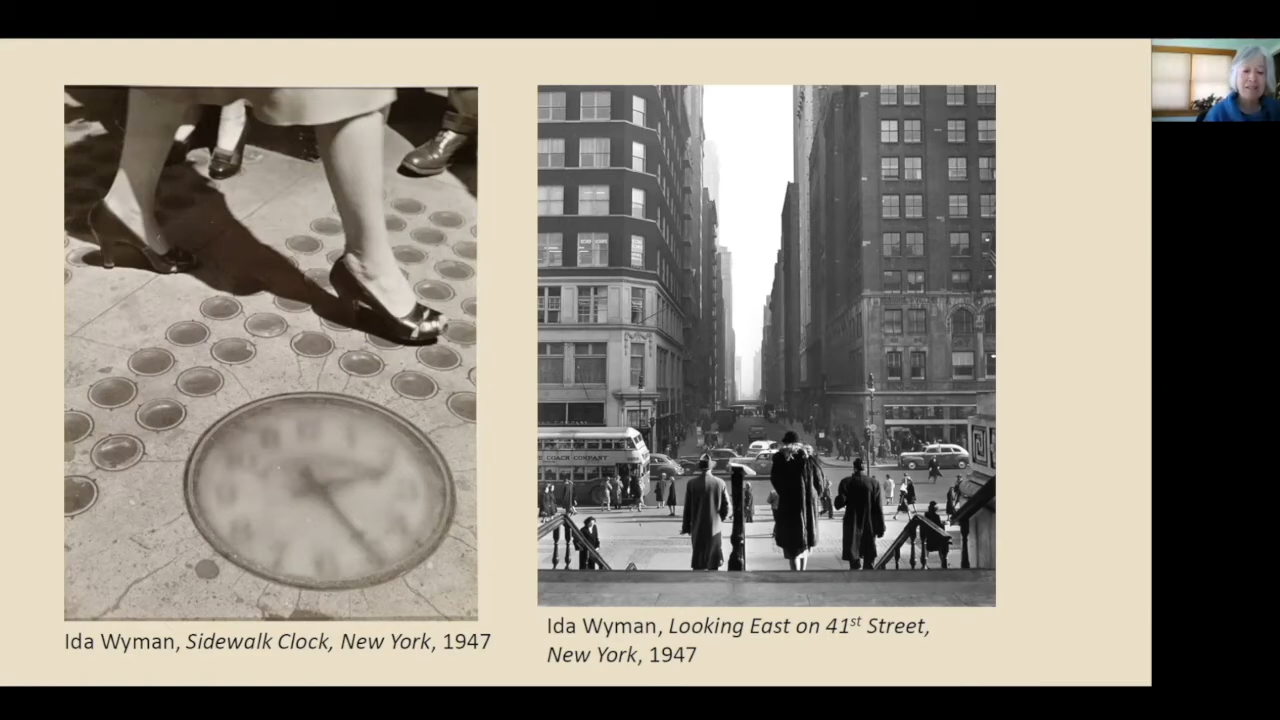 COACH COMPANY
Ida Wyman, Sidewalk Clock, New York, 1947
Ida Wyman, Looking East on 41st Street,
New York, 1947